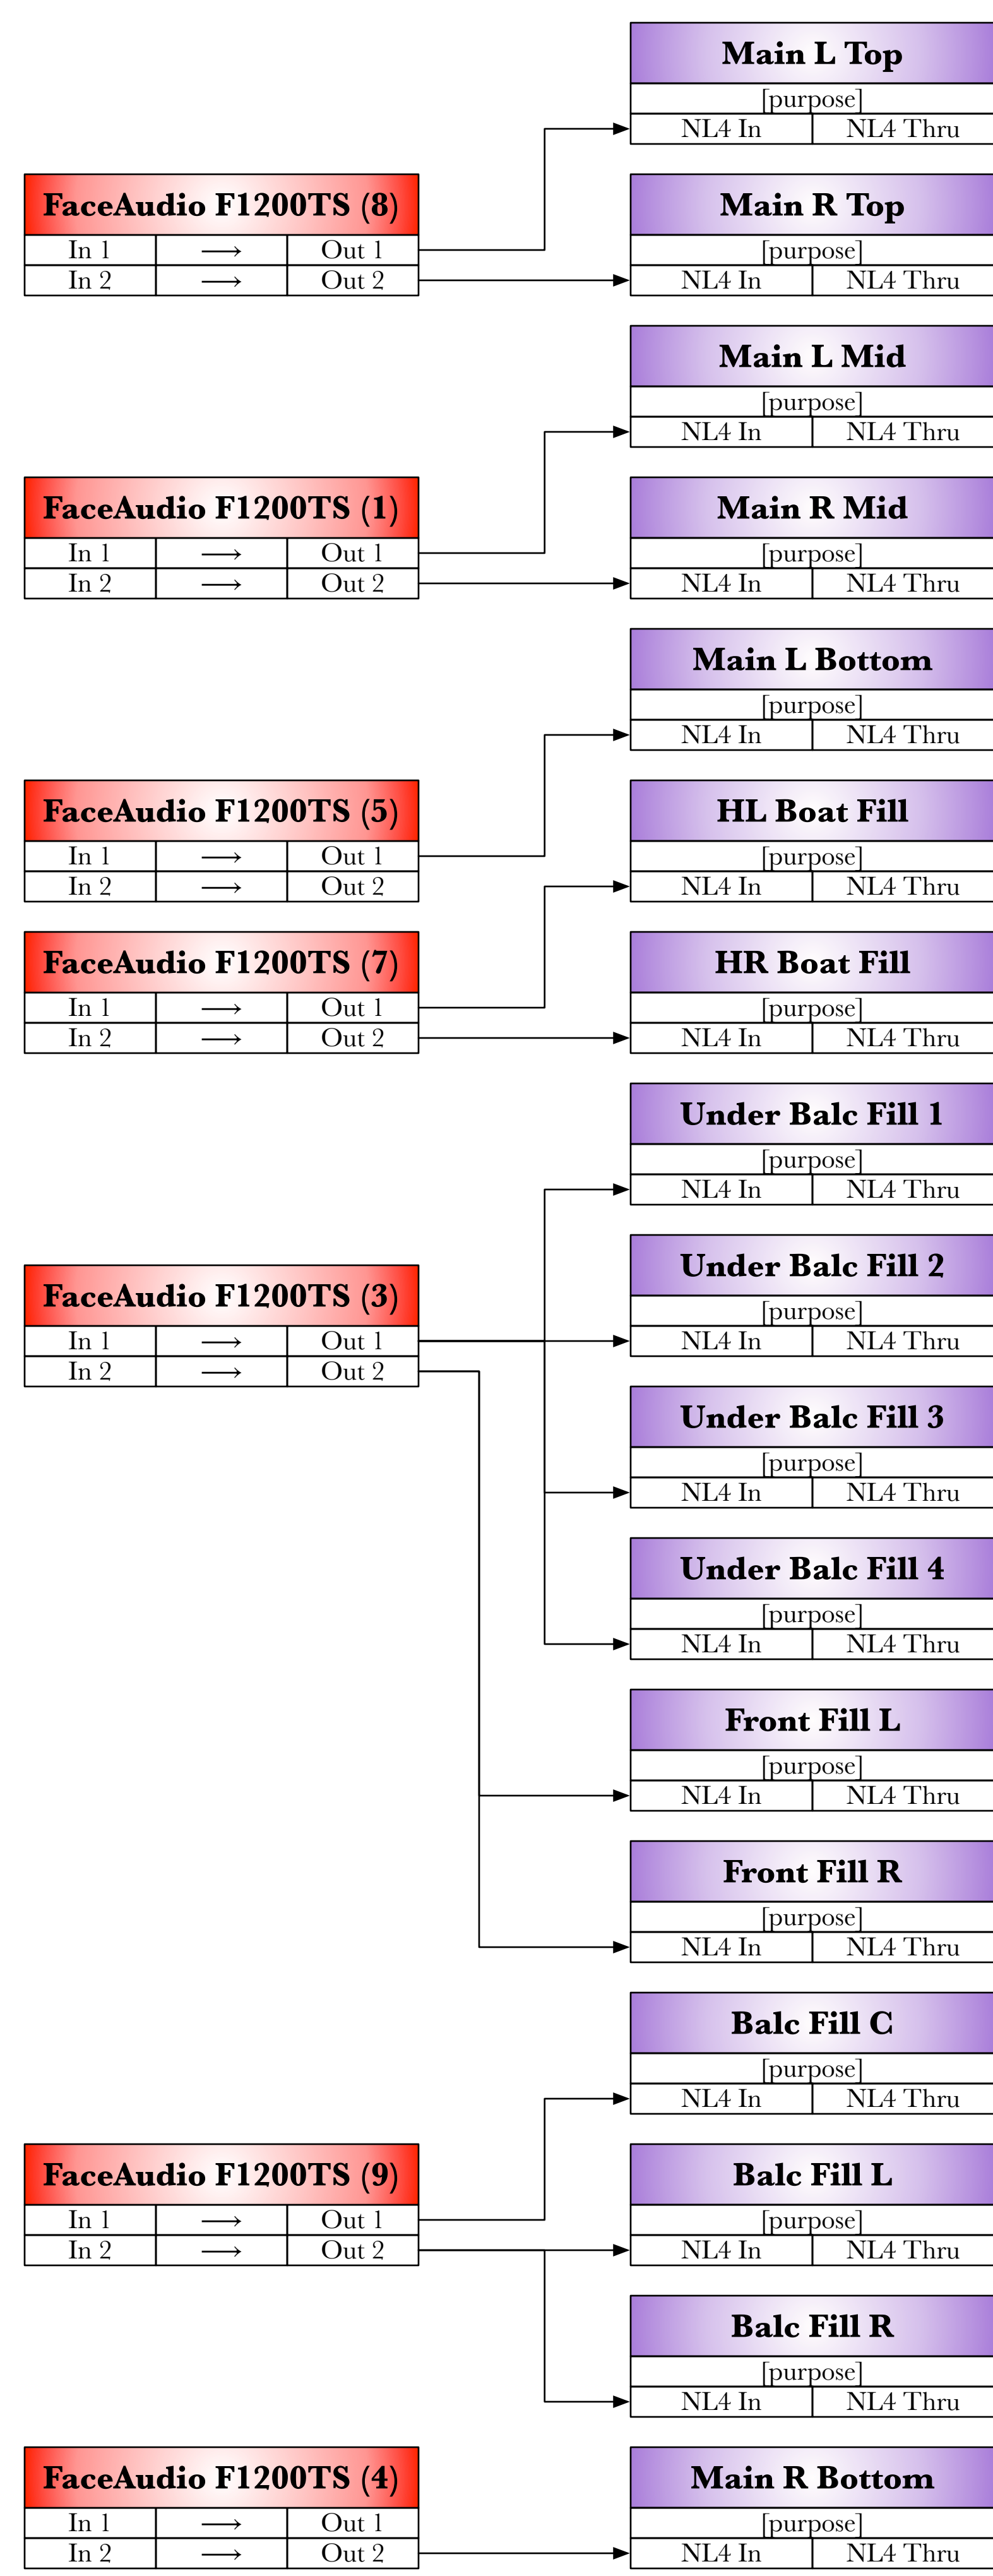 Main L Top
[purpose]
NL4 In NL4 Thru
FaceAudio F1200TS (8)
In 1 → Out 1
In 2 → Out 2
Main R Top
[purpose]
NL4 In NL4 Thru
Main L Mid
[purpose]
NL4 In NL4 Thru
FaceAudio F1200TS (1)
In 1 → Out 1
In 2 → Out 2
Main R Mid
[purpose]
NL4 In NL4 Thru
Main L Bottom
[purpose]
NL4 In NL4 Thru
FaceAudio F1200TS (5)
In 1 → Out 1
In 2 → Out 2
HL Boat Fill
[purpose]
NL4 In NL4 Thru
FaceAudio F1200TS (7)
In 1 → Out 1
In 2 → Out 2
HR Boat Fill
[purpose]
NL4 In NL4 Thru
Under Balc Fill 1
[purpose]
NL4 In NL4 Thru
FaceAudio F1200TS (3)
In 1 → Out 1
In 2 → Out 2
Under Balc Fill 2
[purpose]
NL4 In NL4 Thru
Under Balc Fill 3
[purpose]
NL4 In NL4 Thru
Under Balc Fill 4
[purpose]
NL4 In NL4 Thru
Front Fill L
[purpose]
NL4 In NL4 Thru
Front Fill R
[purpose]
NL4 In NL4 Thru
Balc Fill C
[purpose]
NL4 In NL4 Thru
FaceAudio F1200TS (9)
In 1 → Out 1
In 2 → Out 2
Balc Fill L
[purpose]
NL4 In NL4 Thru
Balc Fill R
[purpose]
NL4 In NL4 Thru
FaceAudio F1200TS (4)
In 1 → Out 1
In 2 → Out 2
Main R Bottom
[purpose]
NL4 In NL4 Thru